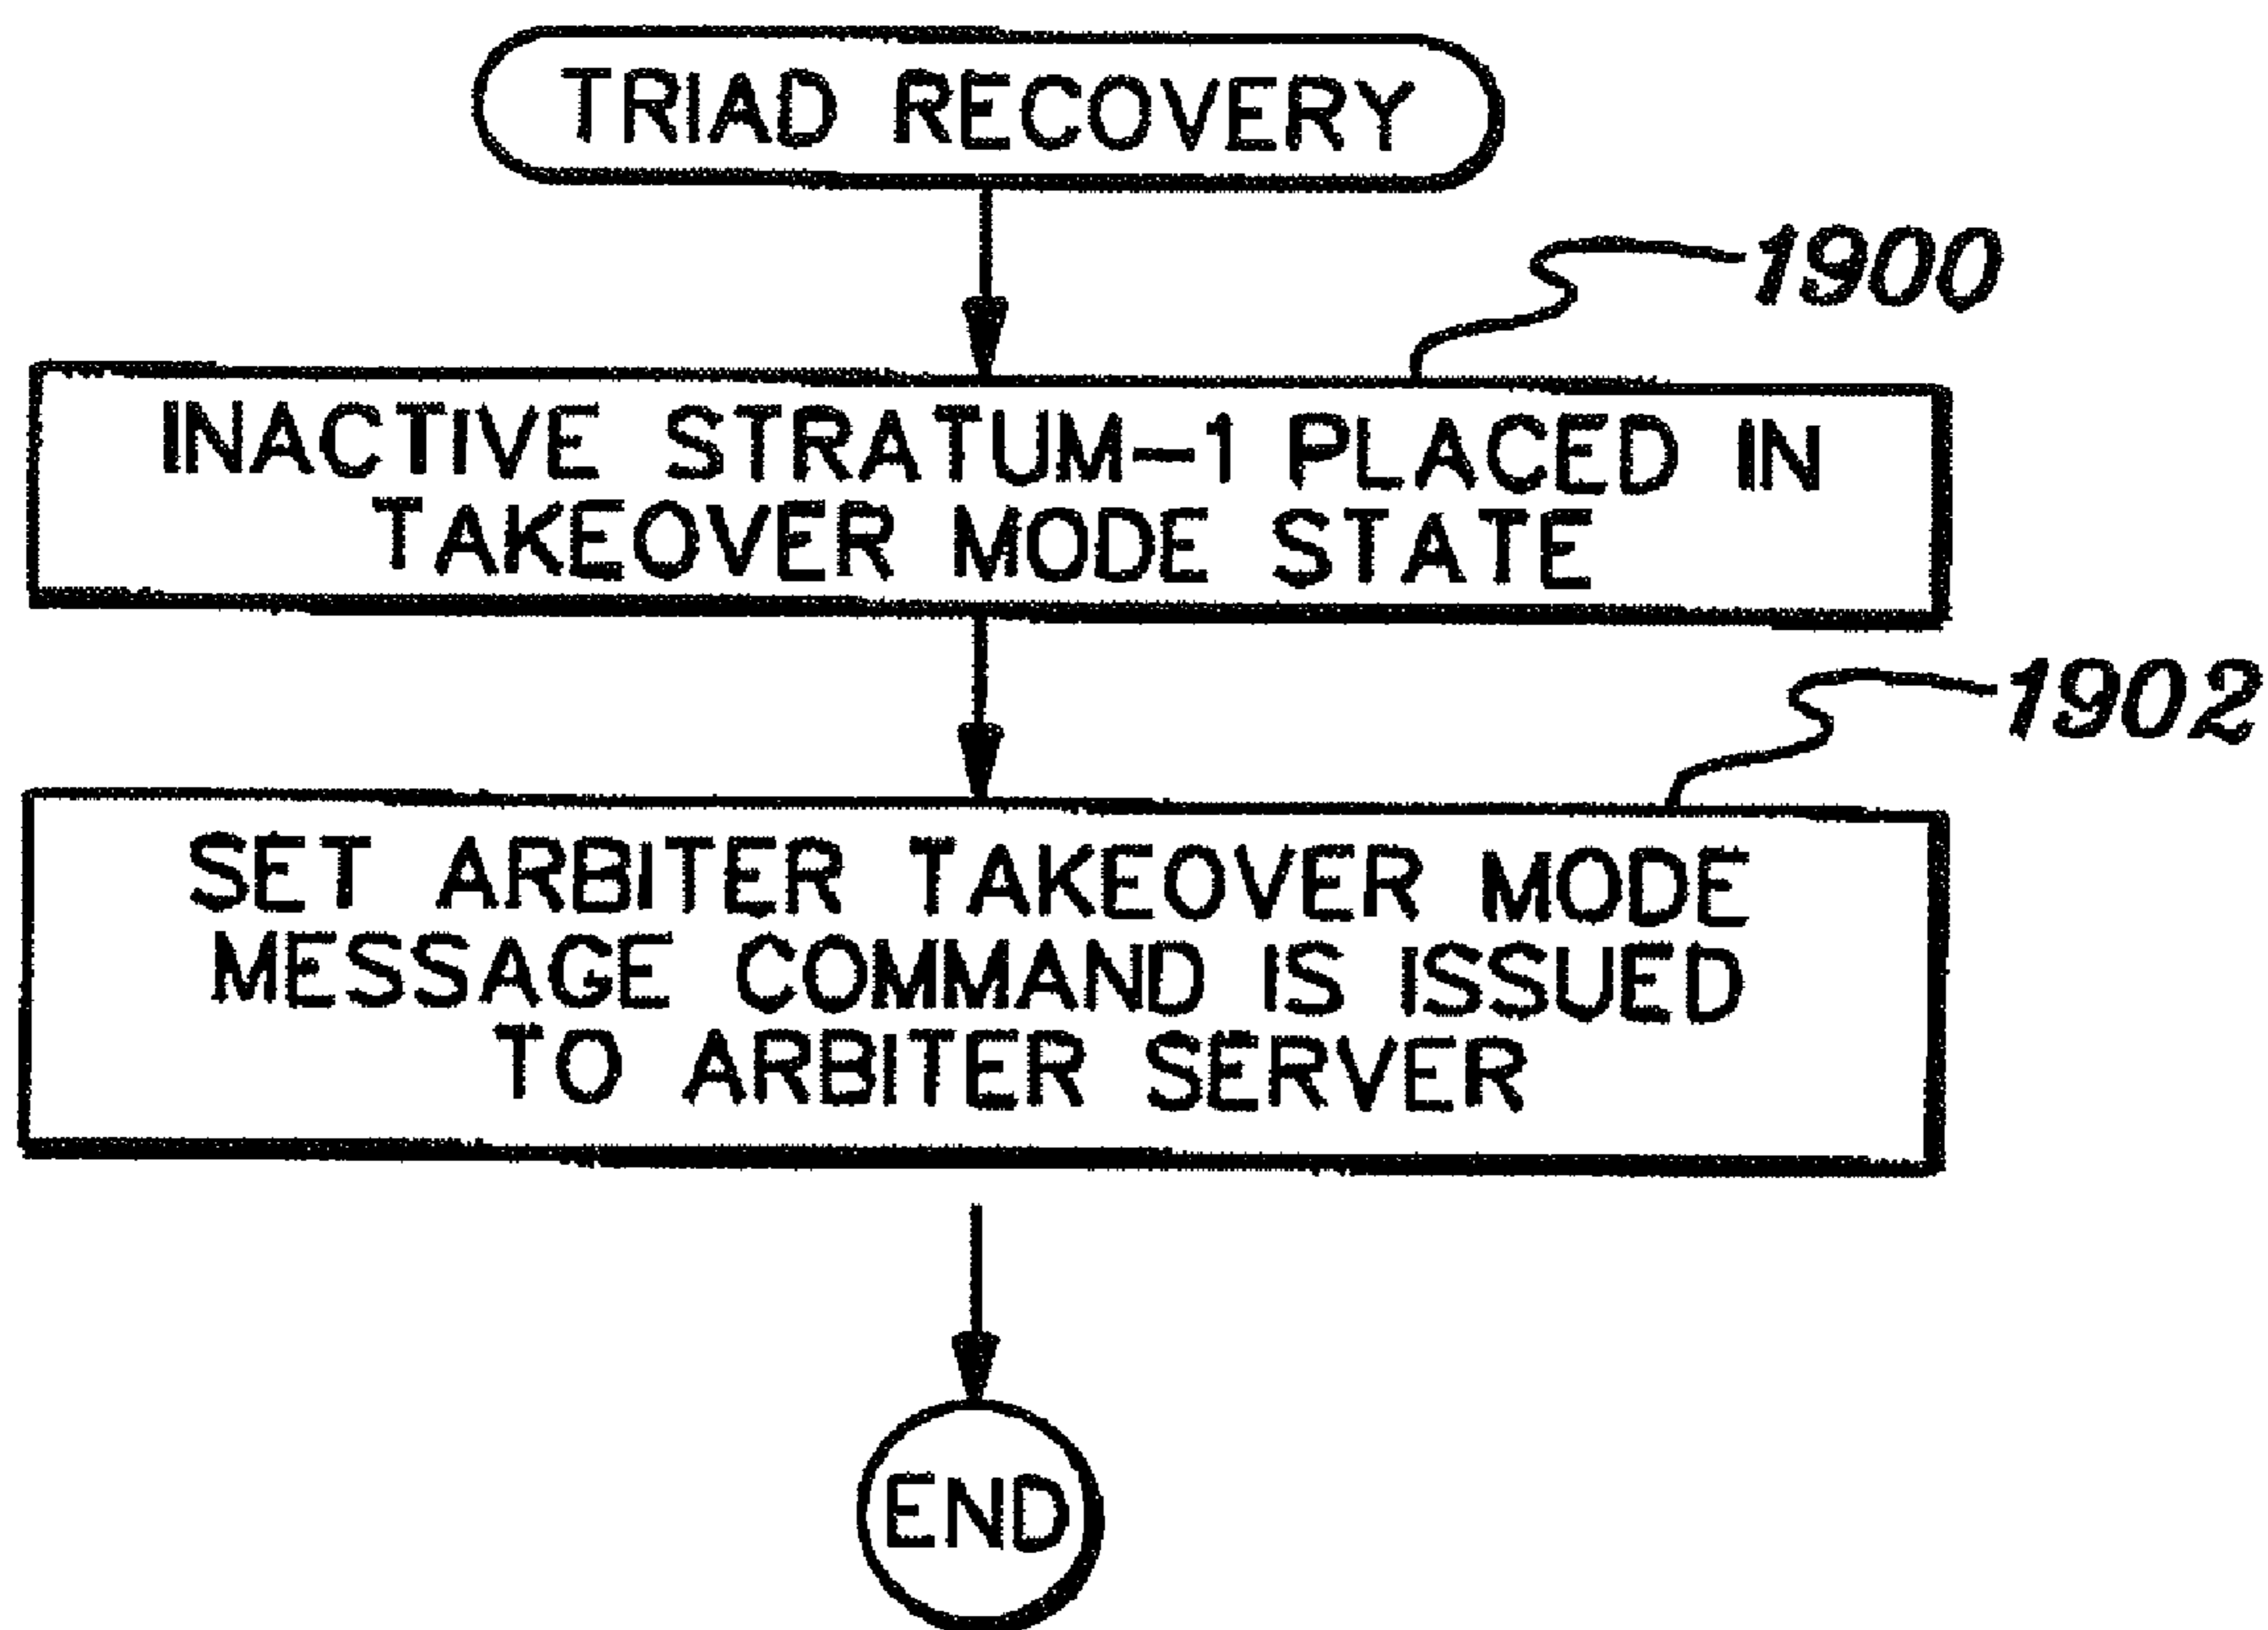 TRIAD RECOVERY
1900
INACTIVE STRATUM-1 PLACED IN
TAKEOVER MODE STATE
1902
SET ARBITER TAKEOVER MODE
MESSAGE COMMAND IS ISSUED
TO ARBITER SERVER
END